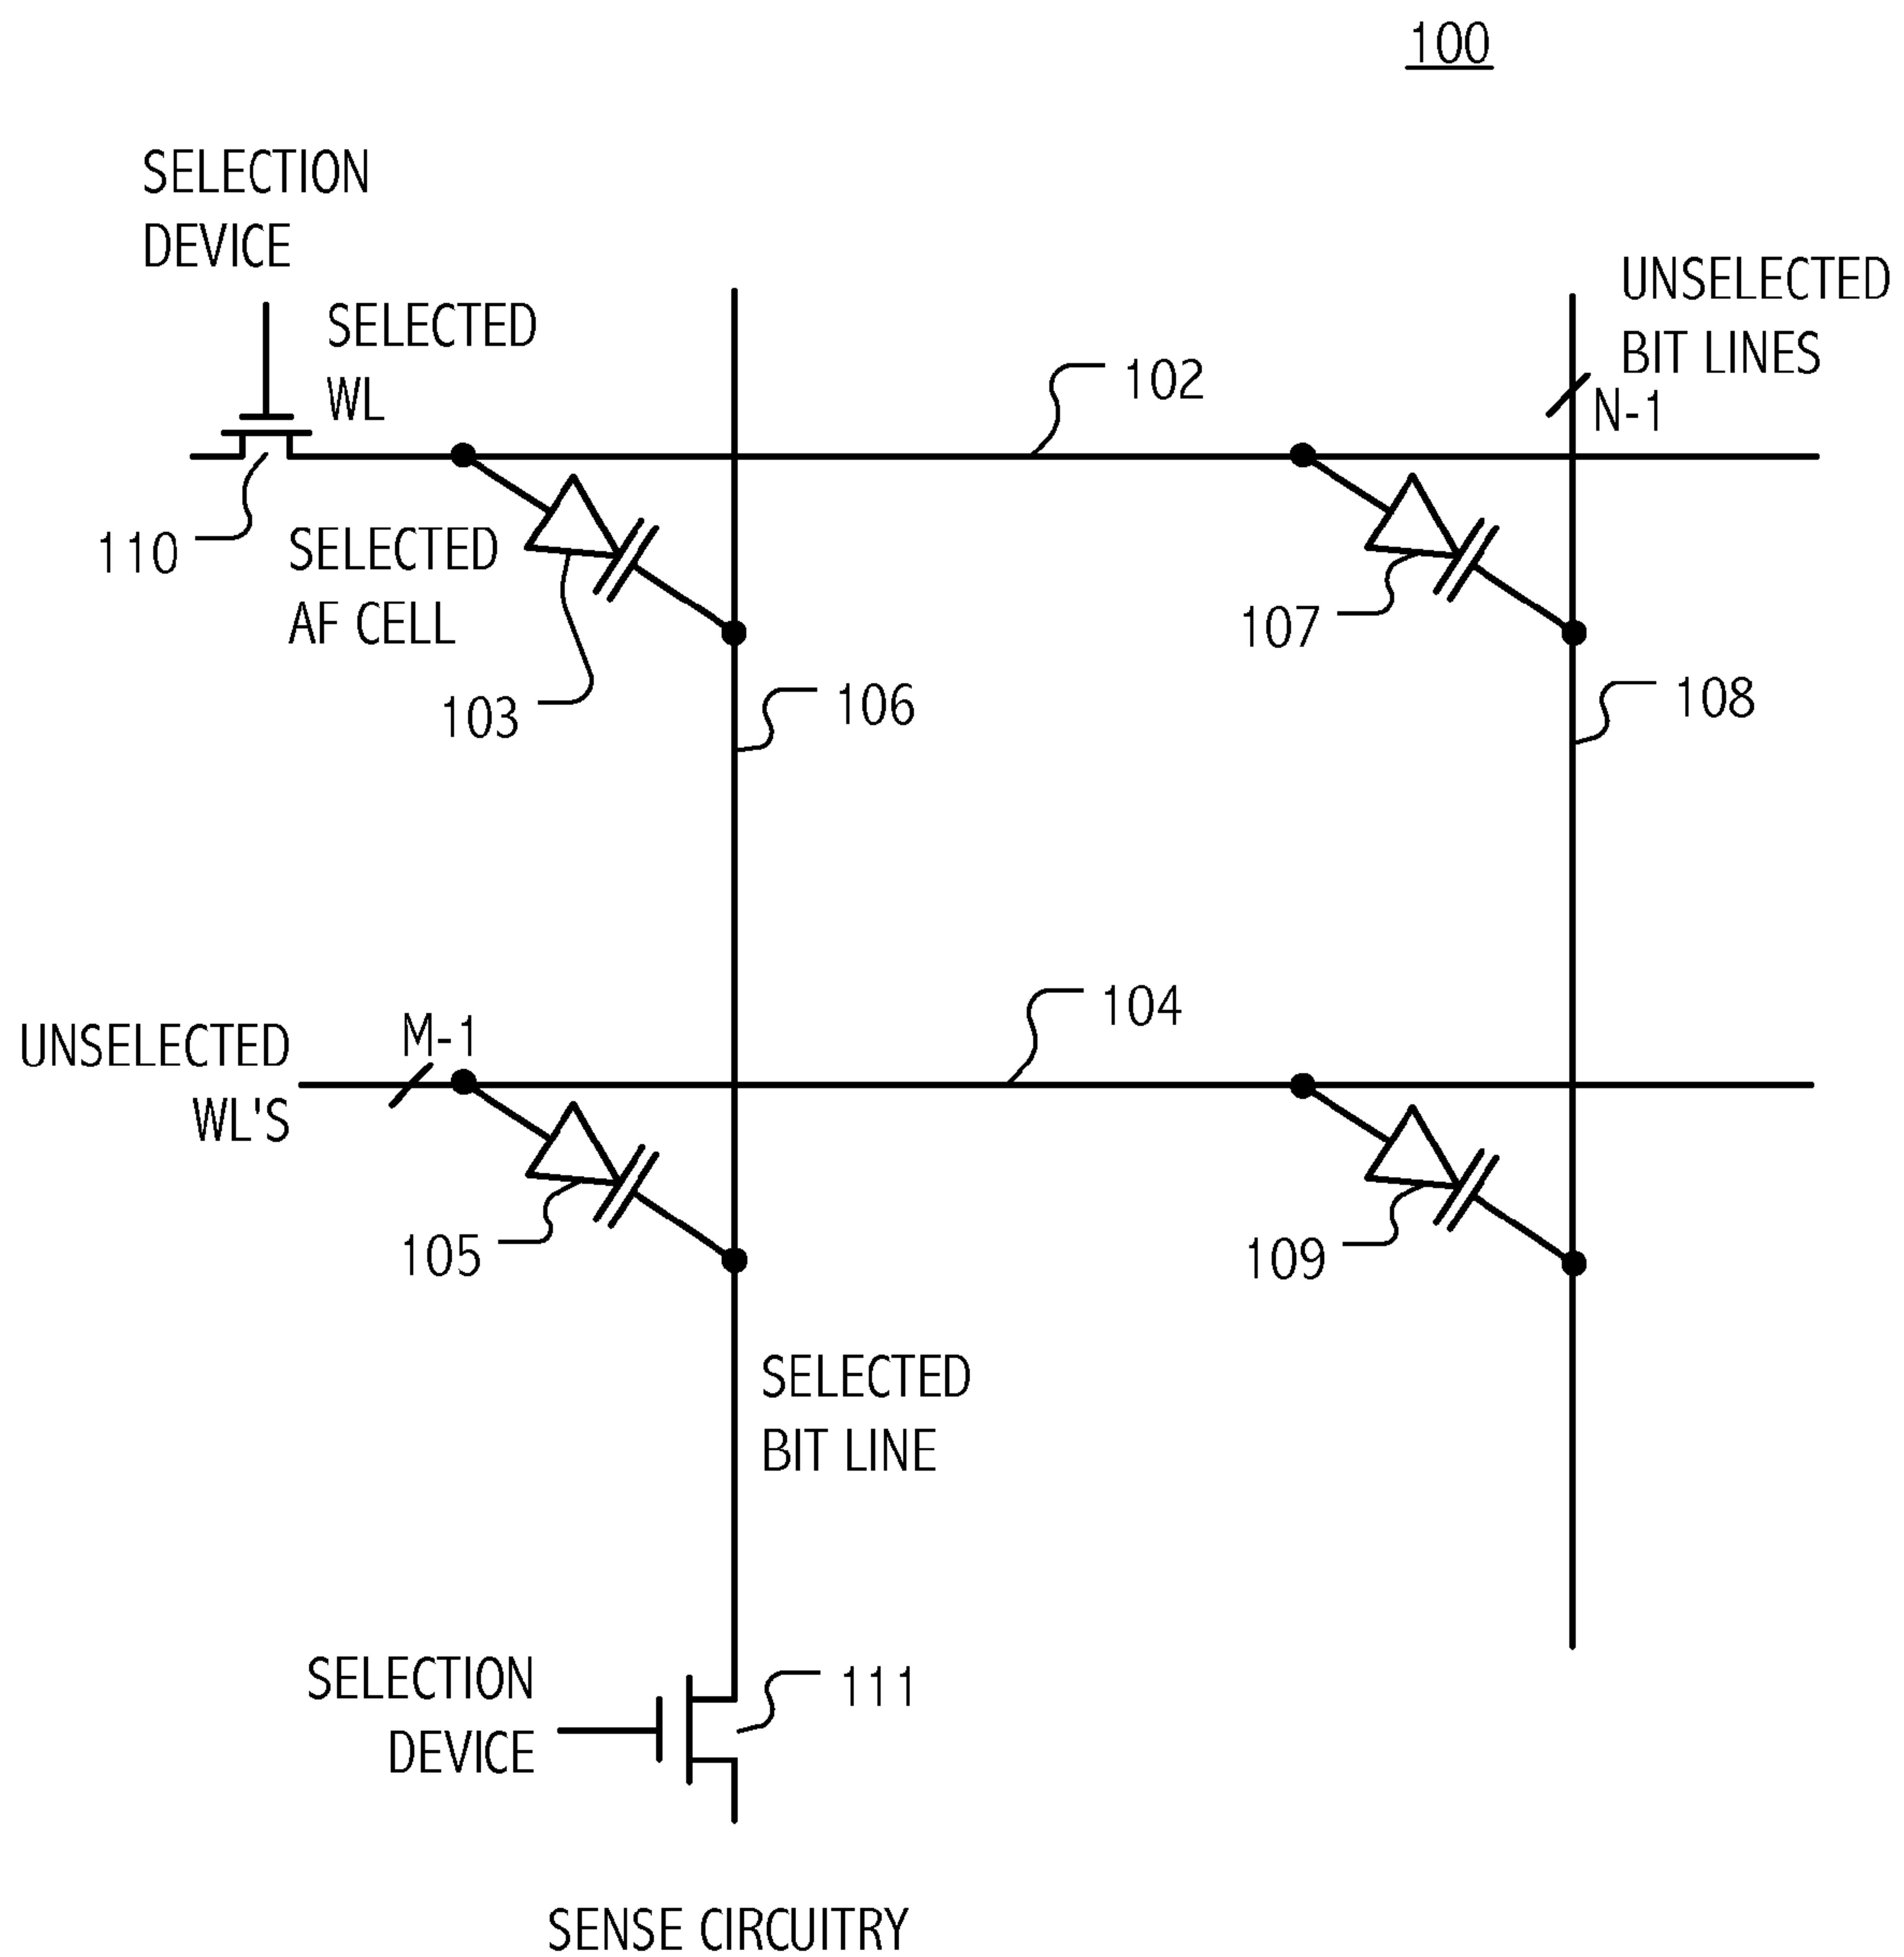 100
SELECTION
DEVICE
SELECTED
WL
UNSELECTED
BIT LINES
N-1
102
110
SELECTED
AF CELL
103
107
106
108
104
UNSELECTED
WL'S
M-1
105
109
SELECTED
BIT LINE
SELECTION
DEVICE
111
SENSE CIRCUITRY